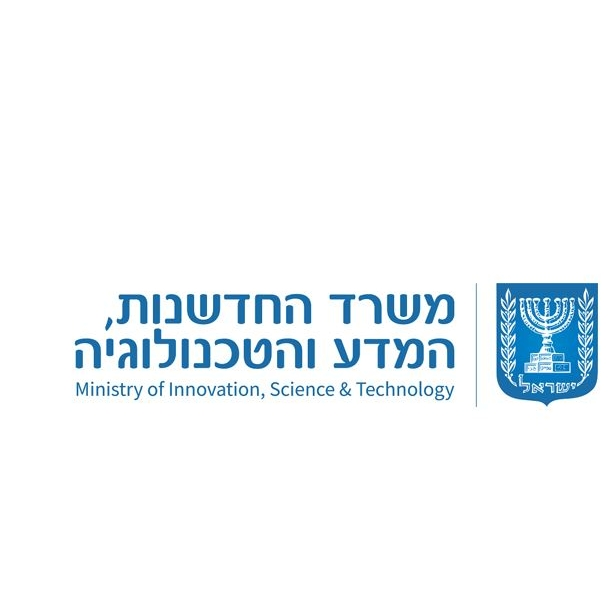 משרד החדשנות,
המדע והטכנולוגיה
Ministry of Innovation, Science & Technology
ישראל